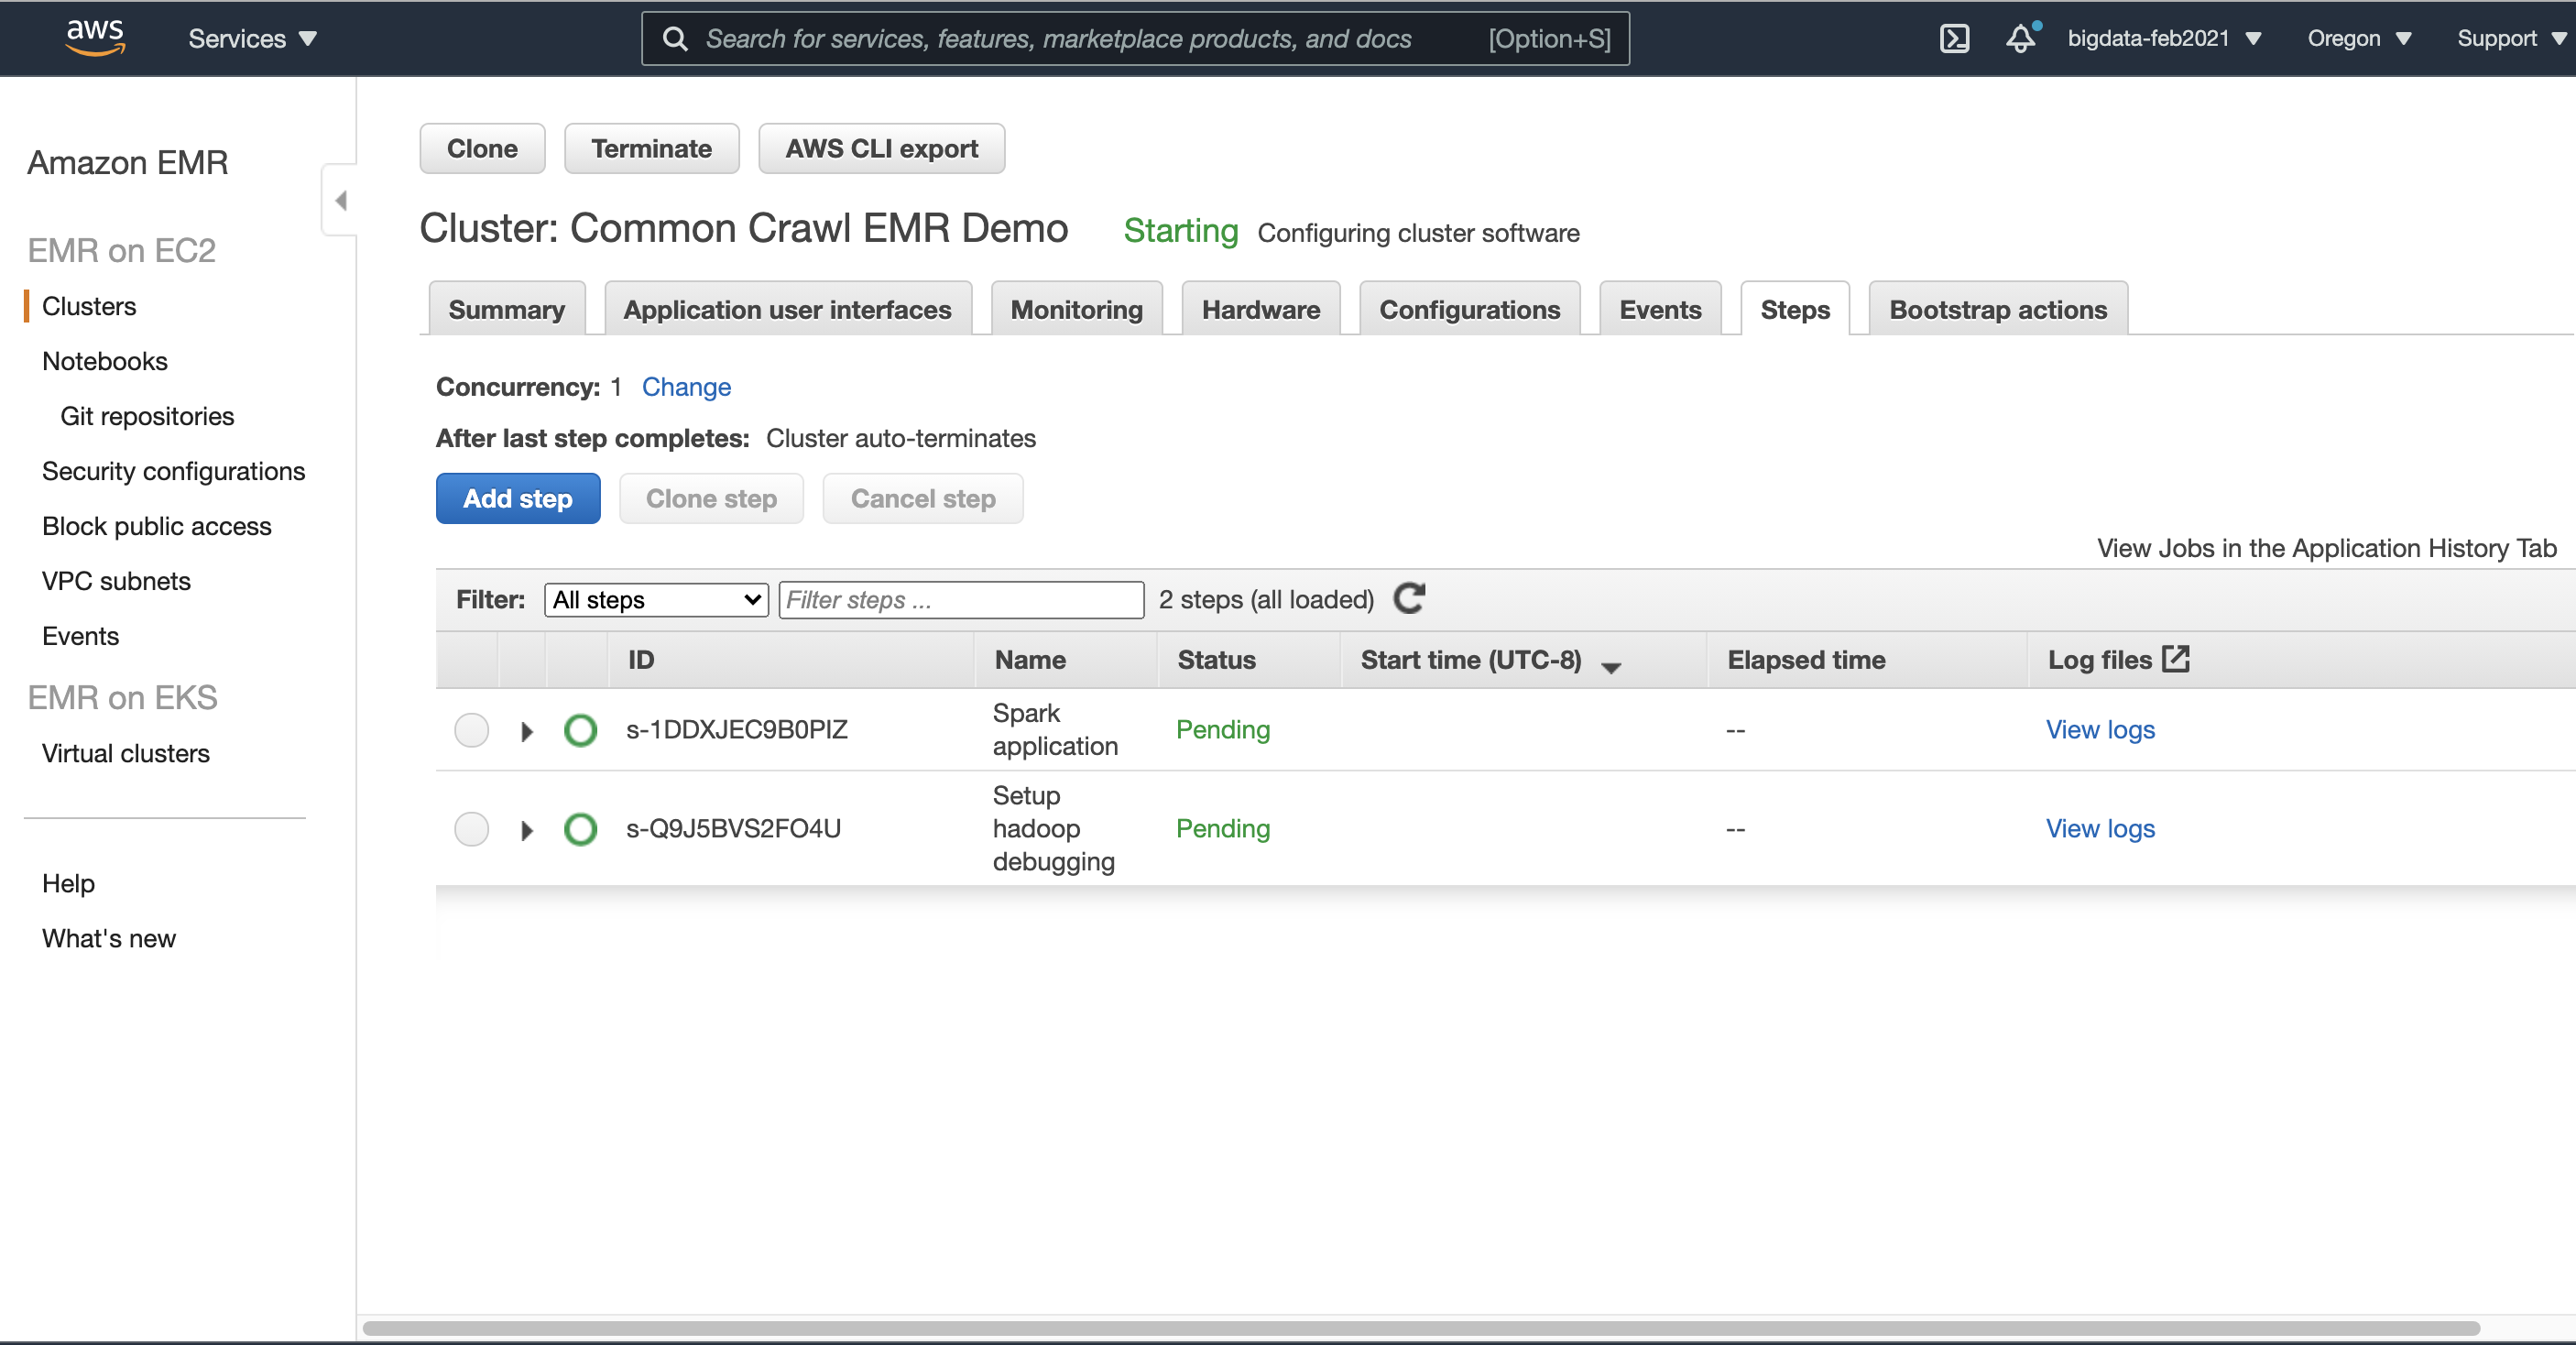 aws
Services
Search for services, features, marketplace products, and docs
[Option+S]
bigdata-feb2021
Oregon
Support
Amazon EMR
EMR on EC2
Clusters
Notebooks
Git repositories
Security configurations
Block public access
VPC subnets
Events
EMR on EKS
Virtual clusters
Help
What's new
Clone
Terminate
AWS CLI export
Cluster: Common Crawl EMR Demo
Starting
Configuring cluster software
Summary
Application user interfaces
Monitoring
Hardware
Configurations
Events
Steps
Bootstrap actions
Concurrency: 1 Change
After last step completes: Cluster auto-terminates
Add step
Clone step
Cancel step
View Jobs in the Application History Tab
Filter:
All steps
Filter steps ...
2 steps (all loaded)
ID
Name
Status
Start time (UTC-8)
Elapsed time
Log files
s-1DDXJEC9B0PIZ
Spark
application
Pending
--
View logs
s-Q9J5BVS2FO4U
Setup
hadoop
debugging
Pending
--
View logs